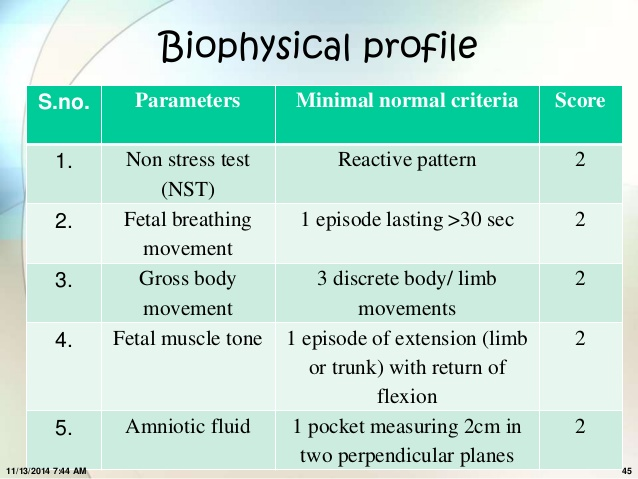 Biophysical profile
S.no. Parameters Minimal normal criteria Score
1. Non stress test Reactive pattern 2
(NST)
2. Fetal breathing 1 episode lasting >30 sec 2
movement
3. Gross body 3 discrete body/ limb 2
movement movements
4. Fetal muscle tone 1 episode of extension (limb 2
or trunk) with return of
flexion
5. Amniotic fluid 1 pocket measuring 2cm in 2
two perpendicular planes
11/13/2014 7:44 AM 45